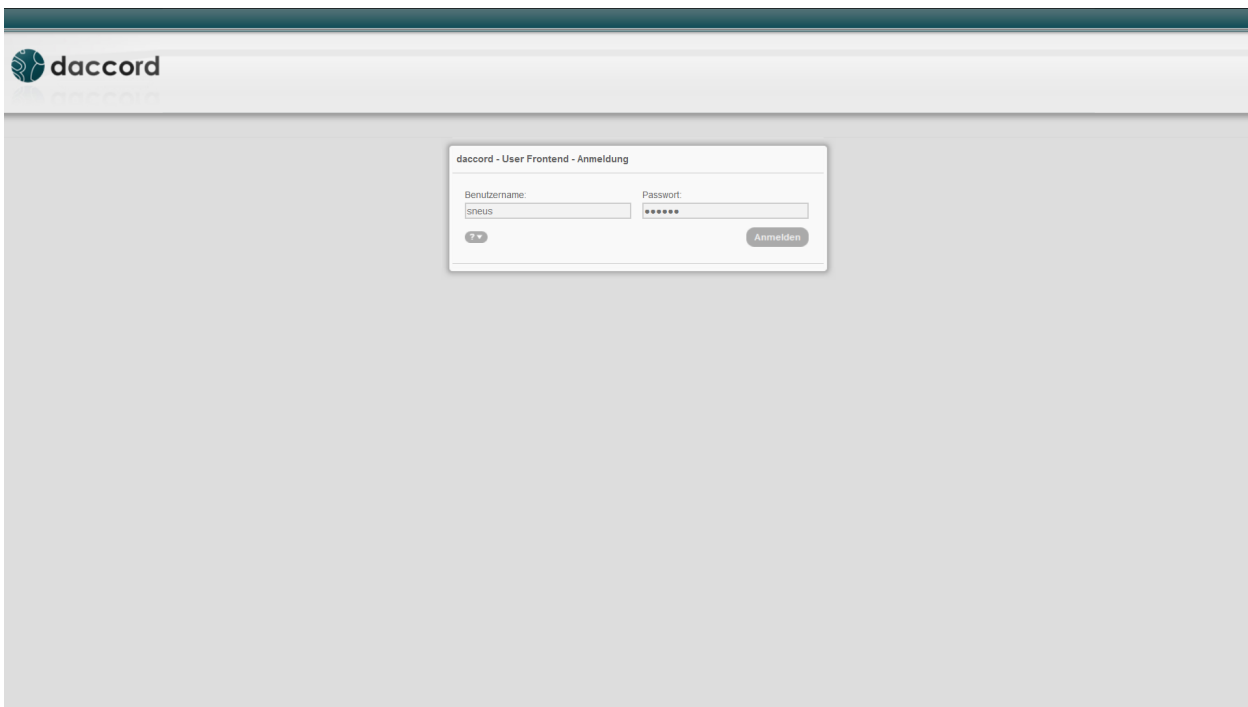 daccord
daccord - User Frontend - Anmeldung
Benutzername: Passwort:
sneus ••••••
? ▾ Anmelden